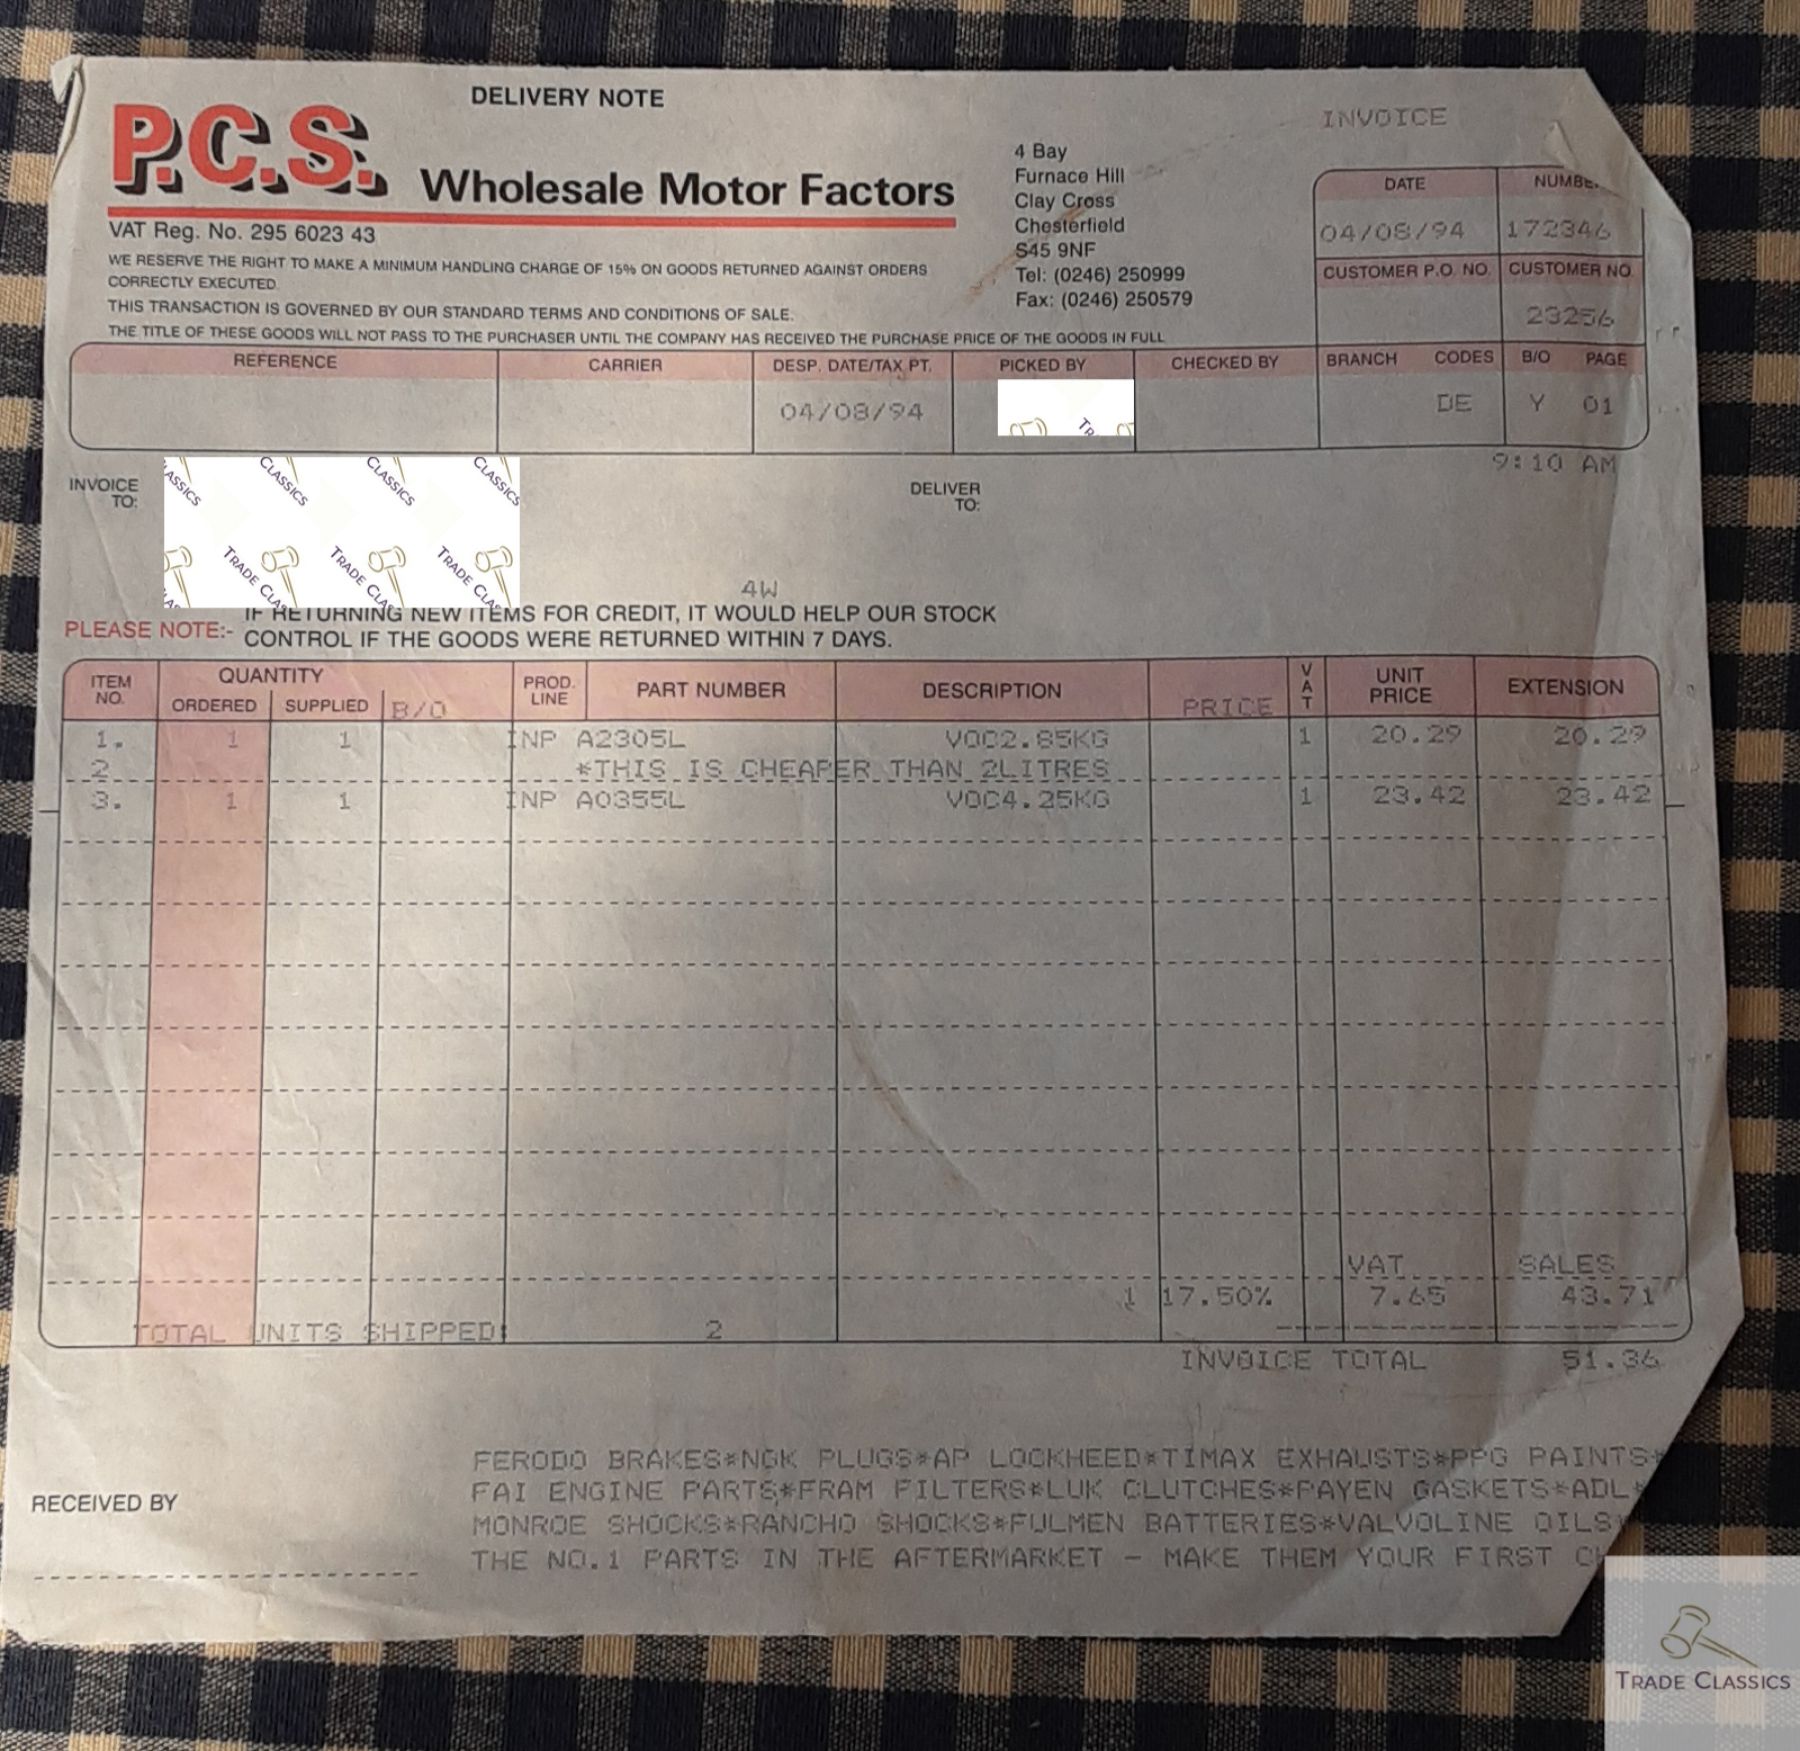 DELIVERY NOTE
INVOICE
P.C.S. Wholesale Motor Factors
VAT Reg. No. 295 6023 43
WE RESERVE THE RIGHT TO MAKE A MINIMUM HANDLING CHARGE OF 15% ON GOODS RETURNED AGAINST ORDERS
CORRECTLY EXECUTED
THIS TRANSACTION IS GOVERNED BY OUR STANDARD TERMS AND CONDITIONS OF SALE.
THE TITLE OF THESE GOODS WILL NOT PASS TO THE PURCHASER UNTIL THE COMPANY HAS RECEIVED THE PURCHASE PRICE OF THE GOODS IN FULL
4 Bay
Furnace Hill
Clay Cross
Chesterfield
S45 9NF
Tel: (0246) 250999
Fax: (0246) 250579
DATE NUMBE
04/08/94 172346
CUSTOMER P.O. NO. CUSTOMER NO.
23256
REFERENCE CARRIER DESP. DATE/TAX PT. PICKED BY CHECKED BY BRANCH CODES B/O PAGE
04/08/94 DE Y 01
9:10 AM
INVOICE
TO:
DELIVER
TO:
4W
PLEASE NOTE:- IF RETURNING NEW ITEMS FOR CREDIT, IT WOULD HELP OUR STOCK
CONTROL IF THE GOODS WERE RETURNED WITHIN 7 DAYS.
ITEM NO. QUANTITY ORDERED SUPPLIED B/O PROD. LINE PART NUMBER DESCRIPTION PRICE VAT UNIT PRICE EXTENSION
1. 1 1 INP A2305L VOC2.85KG 1 20.29 20.29
2 *THIS IS CHEAPER THAN 2LITRES
3. 1 1 INP A0355L VOC4.25KG 1 23.42 23.42
VAT SALES
1 17.50% 7.65 43.71
TOTAL UNITS SHIPPED: 2
INVOICE TOTAL 51.36
FERODO BRAKES*NGK PLUGS*AP LOCKHEED*TIMAX EXHAUSTS*PPG PAINTS*
FAI ENGINE PARTS*FRAM FILTERS*LUK CLUTCHES*PAYEN GASKETS*ADL*
MONROE SHOCKS*RANCHO SHOCKS*FULMEN BATTERIES*VALVOLINE OILS*
THE NO.1 PARTS IN THE AFTERMARKET - MAKE THEM YOUR FIRST
RECEIVED BY
TRADE CLASSICS